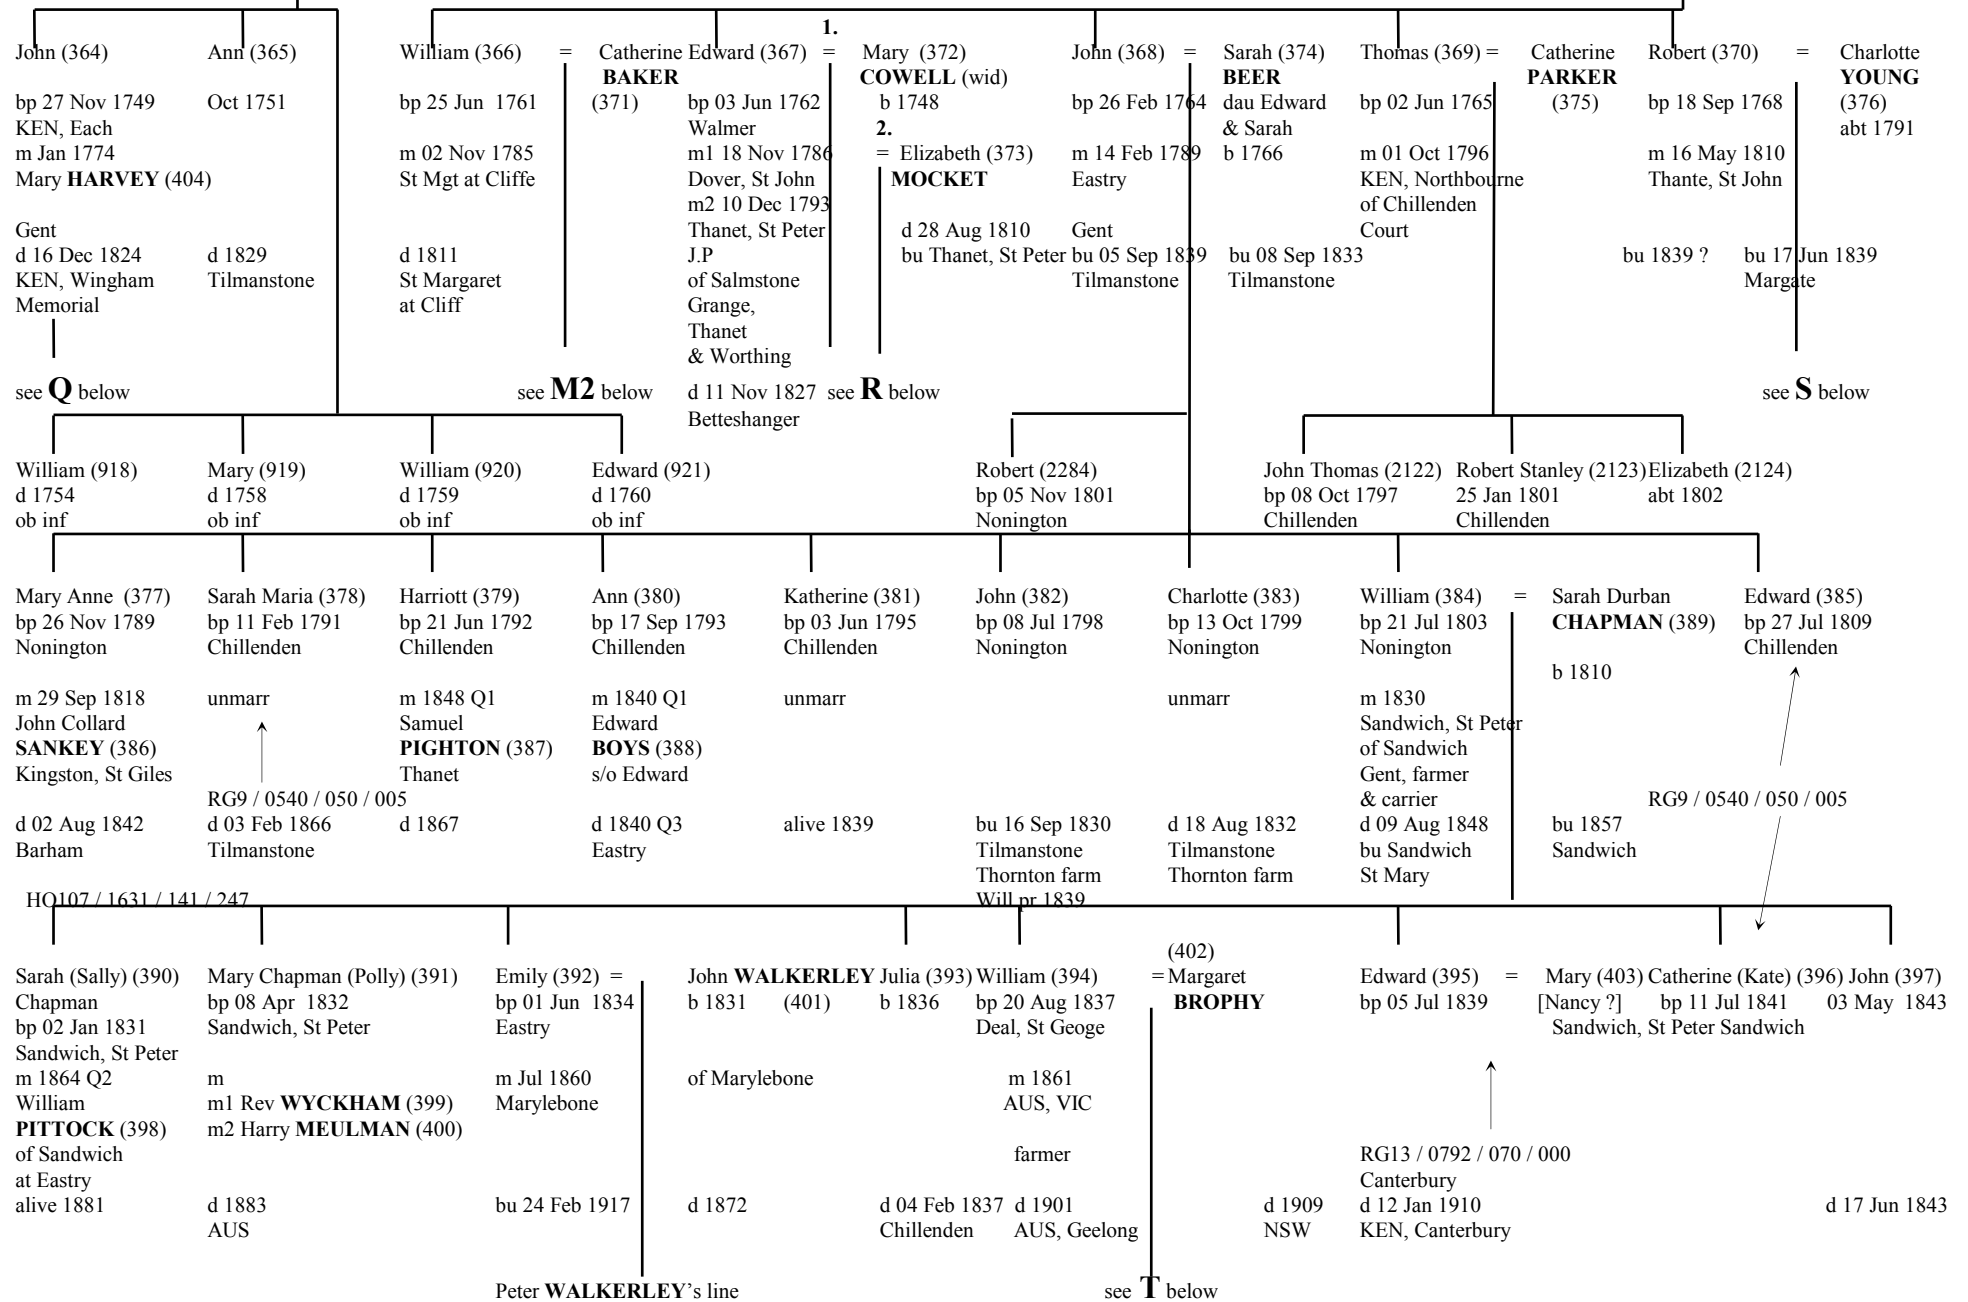 1.
John (364) Ann (365) William (366) = Catherine Edward (367) = Mary (372) John (368) = Sarah (374) Thomas (369) = Catherine Robert (370) = Charlotte
BAKER COWELL (wid) BEER PARKER YOUNG
bp 27 Nov 1749 Oct 1751 bp 25 Jun 1761 (371) bp 03 Jun 1762 b 1748 bp 26 Feb 1764 dau Edward bp 02 Jun 1765 (375) bp 18 Sep 1768 (376)
KEN, Each Walmer 2. & Sarah abt 1791
m Jan 1774 m 02 Nov 1785 m1 18 Nov 1786 = Elizabeth (373) m 14 Feb 1789 b 1766 m 01 Oct 1796 m 16 May 1810
Mary HARVEY (404) St Mgt at Cliffe Dover, St John MOCKET Eastry KEN, Northbourne Thante, St John
m2 10 Dec 1793 of Chillenden
Gent Thanet, St Peter d 28 Aug 1810 Gent Court
d 16 Dec 1824 d 1829 d 1811 J.P bu Thanet, St Peter bu 05 Sep 1839 bu 08 Sep 1833 bu 1839 ? bu 17 Jun 1839
KEN, Wingham Tilmanstone St Margaret of Salmstone Tilmanstone Tilmanstone Margate
Memorial at Cliff Grange,
Thanet
& Worthing
see Q below see M2 below d 11 Nov 1827 see R below see S below
Betteshanger
William (918) Mary (919) William (920) Edward (921) Robert (2284) John Thomas (2122) Robert Stanley (2123) Elizabeth (2124)
d 1754 d 1758 d 1759 d 1760 bp 05 Nov 1801 bp 08 Oct 1797 25 Jan 1801 abt 1802
ob inf ob inf ob inf ob inf Nonington Chillenden Chillenden
Mary Anne (377) Sarah Maria (378) Harriott (379) Ann (380) Katherine (381) John (382) Charlotte (383) William (384) = Sarah Durban Edward (385)
bp 26 Nov 1789 bp 11 Feb 1791 bp 21 Jun 1792 bp 17 Sep 1793 bp 03 Jun 1795 bp 08 Jul 1798 bp 13 Oct 1799 bp 21 Jul 1803 CHAPMAN (389) bp 27 Jul 1809
Nonington Chillenden Chillenden Chillenden Chillenden Nonington Nonington Nonington Chillenden
b 1810
m 29 Sep 1818 unmarr m 1848 Q1 m 1840 Q1 unmarr unmarr m 1830
John Collard Samuel Edward Sandwich, St Peter
SANKEY (386) PIGHTON (387) BOYS (388) of Sandwich
Kingston, St Giles Thanet s/o Edward Gent, farmer
RG9 / 0540 / 050 / 005 & carrier RG9 / 0540 / 050 / 005
d 02 Aug 1842 d 03 Feb 1866 d 1867 d 1840 Q3 alive 1839 bu 16 Sep 1830 d 18 Aug 1832 d 09 Aug 1848 bu 1857
Barham Tilmanstone Eastry Tilmanstone Tilmanstone bu Sandwich Sandwich
Thornton farm Thornton farm St Mary
HO107 / 1631 / 141 / 247 Will pr 1839
(402)
Sarah (Sally) (390) Mary Chapman (Polly) (391) Emily (392) = John WALKERLEY Julia (393) William (394) = Margaret Edward (395) = Mary (403) Catherine (Kate) (396) John (397)
Chapman bp 08 Apr 1832 bp 01 Jun 1834 b 1831 (401) b 1836 bp 20 Aug 1837 BROPHY bp 05 Jul 1839 [Nancy ?] bp 11 Jul 1841 03 May 1843
bp 02 Jan 1831 Sandwich, St Peter Eastry Deal, St Geoge Sandwich, St Peter Sandwich
Sandwich, St Peter
m 1864 Q2 m m Jul 1860 of Marylebone m 1861
William m1 Rev WYCKHAM (399) Marylebone AUS, VIC
PITTOCK (398) m2 Harry MEULMAN (400)
of Sandwich farmer RG13 / 0792 / 070 / 000
at Eastry Canterbury
alive 1881 d 1883 bu 24 Feb 1917 d 1872 d 04 Feb 1837 d 1901 d 1909 d 12 Jan 1910 d 17 Jun 1843
AUS Chillenden AUS, Geelong NSW KEN, Canterbury
Peter WALKERLEY's line see T below